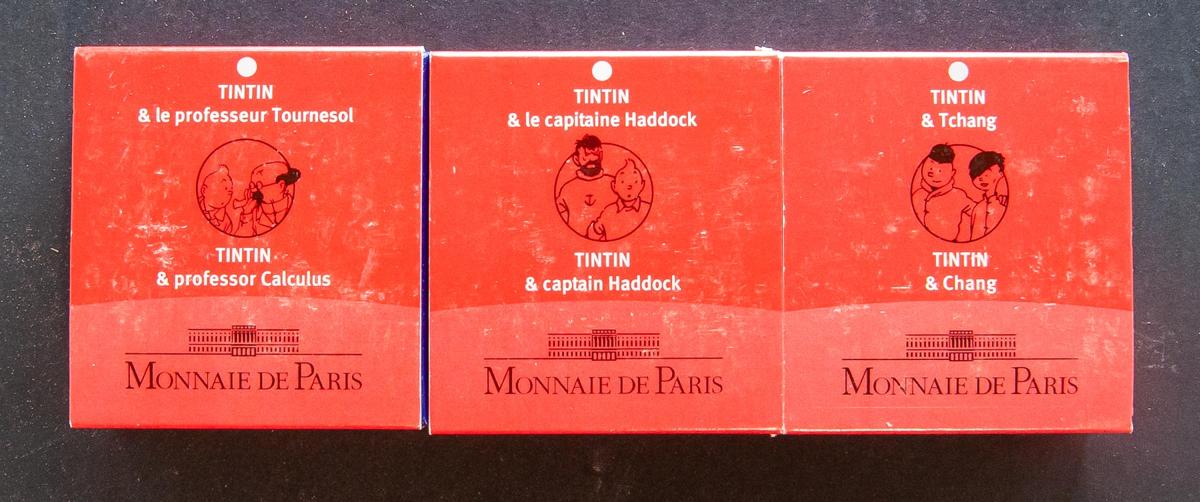 TINTIN
& le professeur Tournesol
TINTIN
& professor Calculus
MONNAIE DE PARIS
TINTIN
& le capitaine Haddock
TINTIN
& captain Haddock
MONNAIE DE PARIS
TINTIN
& Tchang
TINTIN
& Chang
MONNAIE DE PARIS